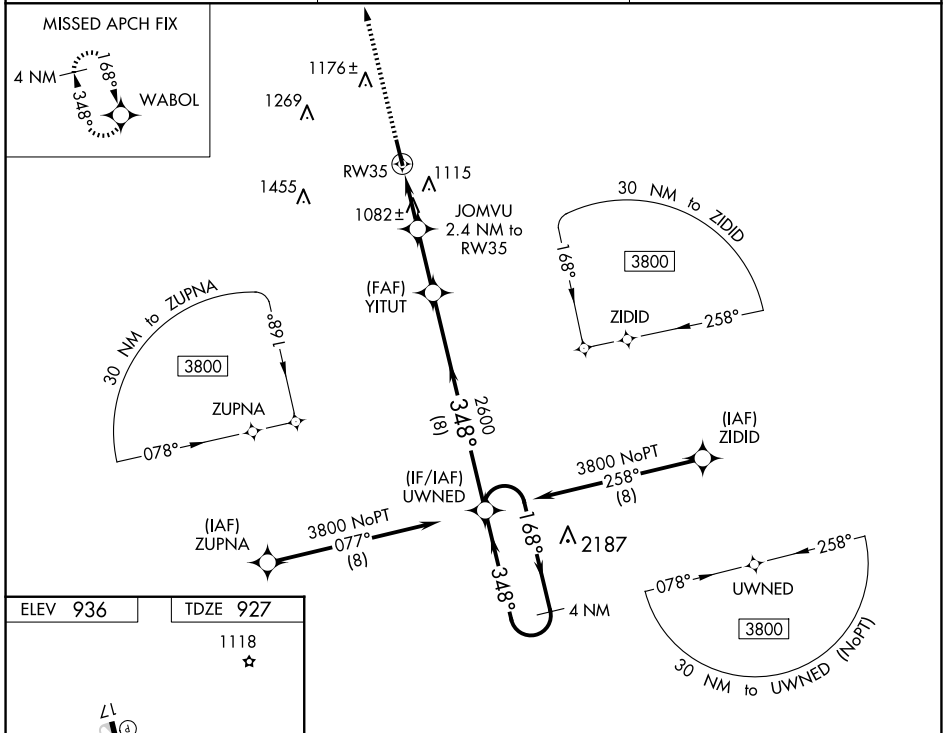 MISSED APCH FIX
4 NM
168°
348°
WABOL
1176±
1269
RW35
1115
1455
1082±
JOMVU
2.4 NM to
RW35
30 NM to ZIDID
168°
3800
ZIDID
258°
(FAF)
YITUT
30 NM to ZUPNA
168°
3800
ZUPNA
078°
348°
2600
(8)
(IAF)
ZIDID
3800 NoPT
258°
(8)
(IF/IAF)
UWNED
(IAF)
ZUPNA
3800 NoPT
077°
(8)
168°
348°
2187
4 NM
078°
258°
UWNED
3800
30 NM to UWNED (NoPT)
ELEV 936
TDZE 927
1118
17
P